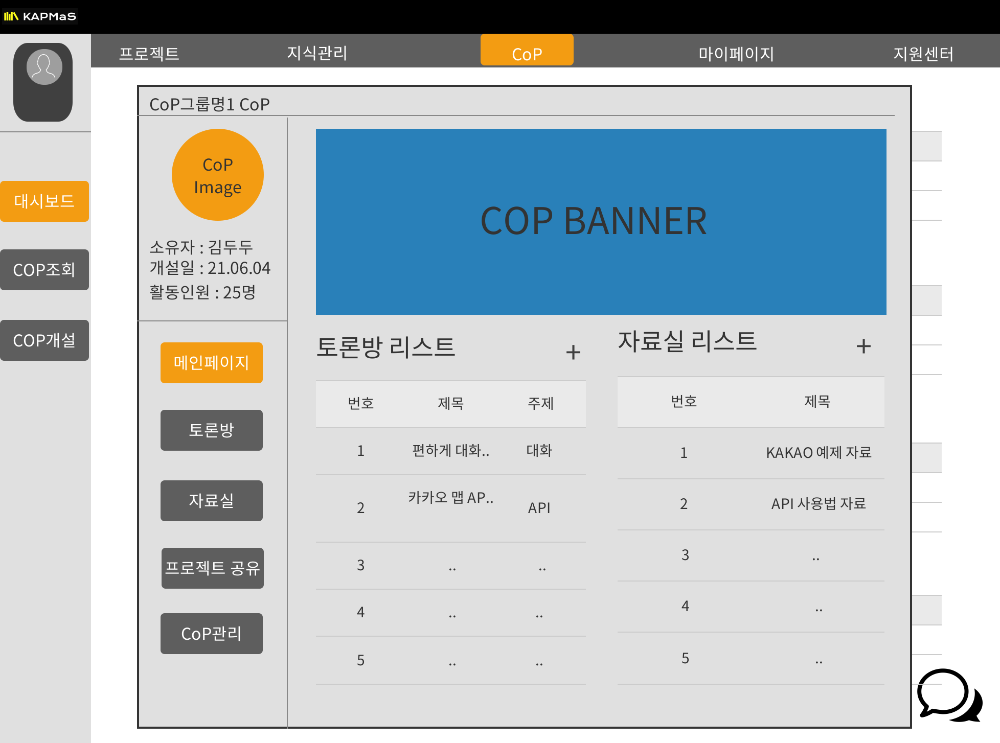 KAPMaS
프로젝트
지식관리
CoP
마이페이지
지원센터
대시보드
COP조회
COP개설
CoP그룹명1 CoP
CoP
Image
소유자 : 김두두
개설일 : 21.06.04
활동인원 : 25명
메인페이지
토론방
자료실
프로젝트 공유
CoP관리
COP BANNER
토론방 리스트 +
번호 제목 주제
1 편하게 대화.. 대화
2 카카오 맵 AP.. API
3 .. ..
4 .. ..
5 .. ..
자료실 리스트 +
번호 제목
1 KAKAO 예제 자료
2 API 사용법 자료
3 ..
4 ..
5 ..